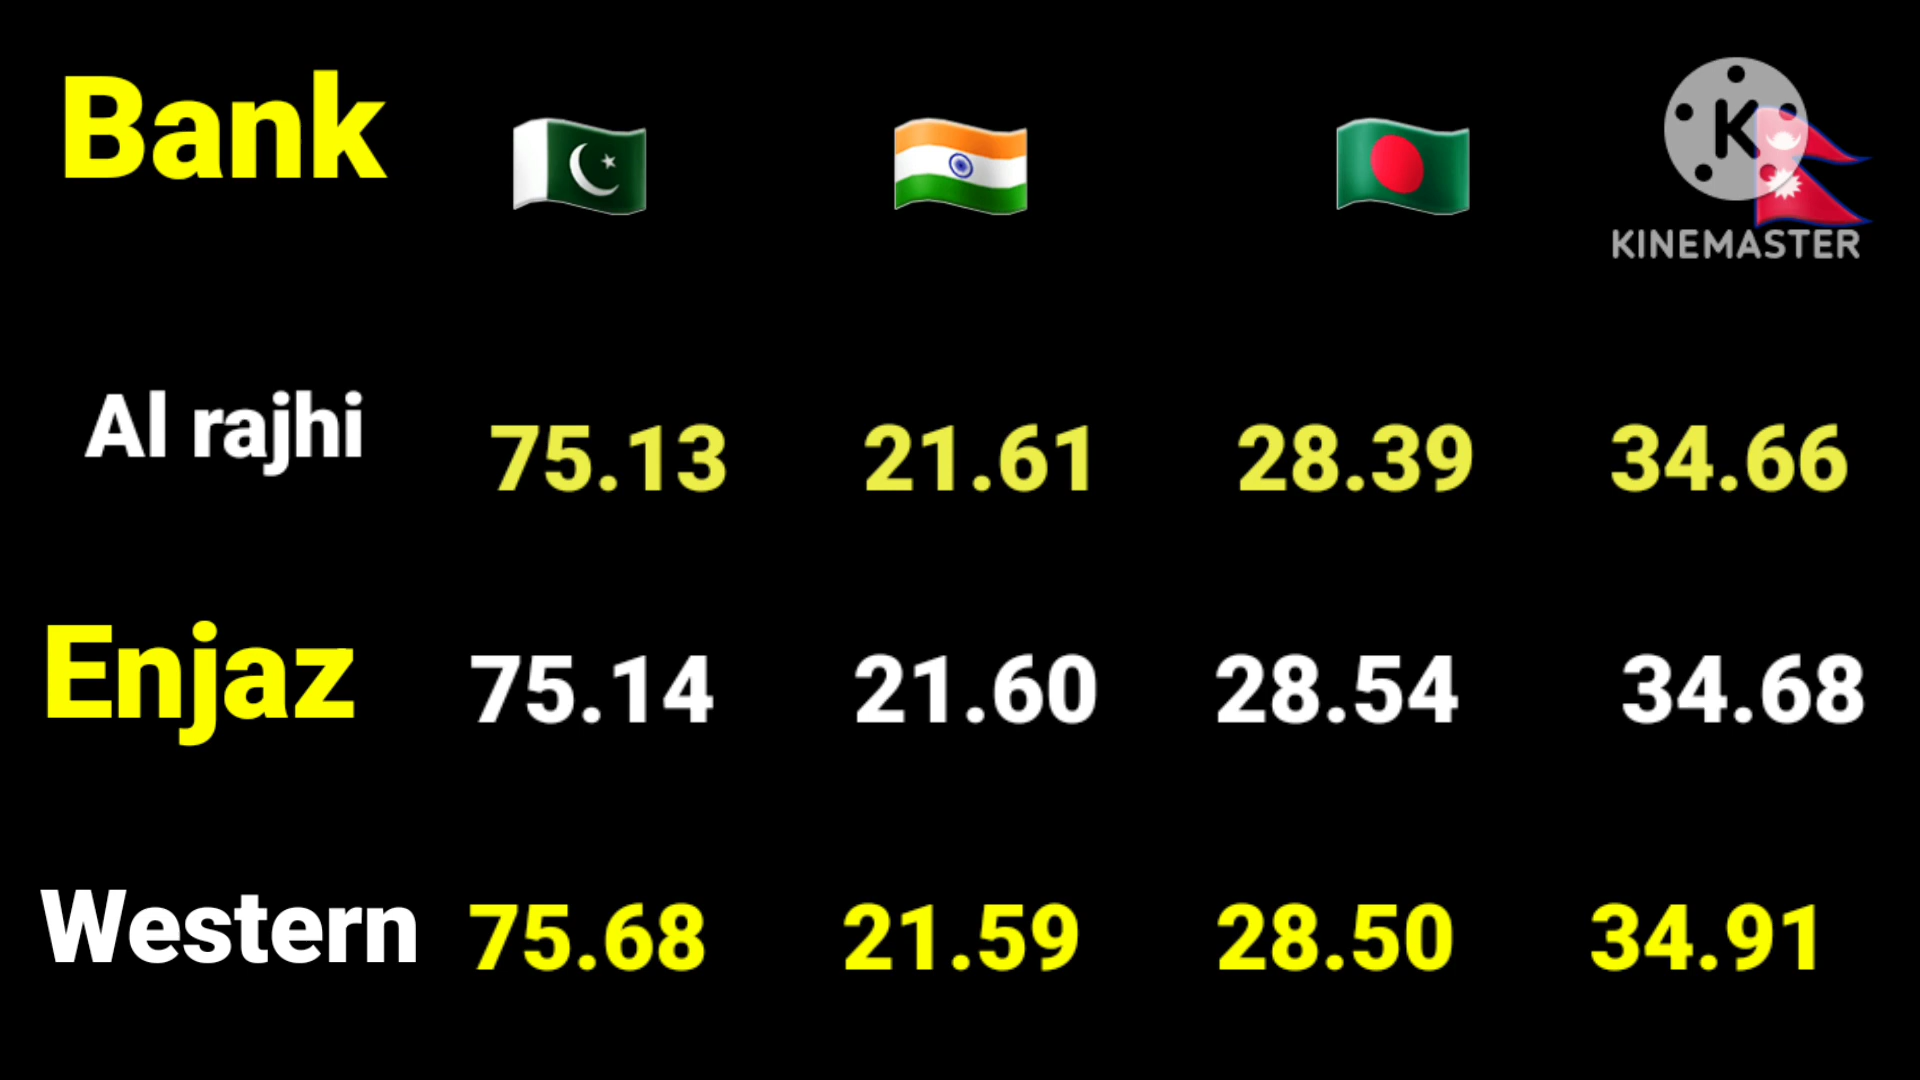 Bank
K
KINEMASTER
Al rajhi 75.13 21.61 28.39 34.66
Enjaz 75.14 21.60 28.54 34.68
Western 75.68 21.59 28.50 34.91